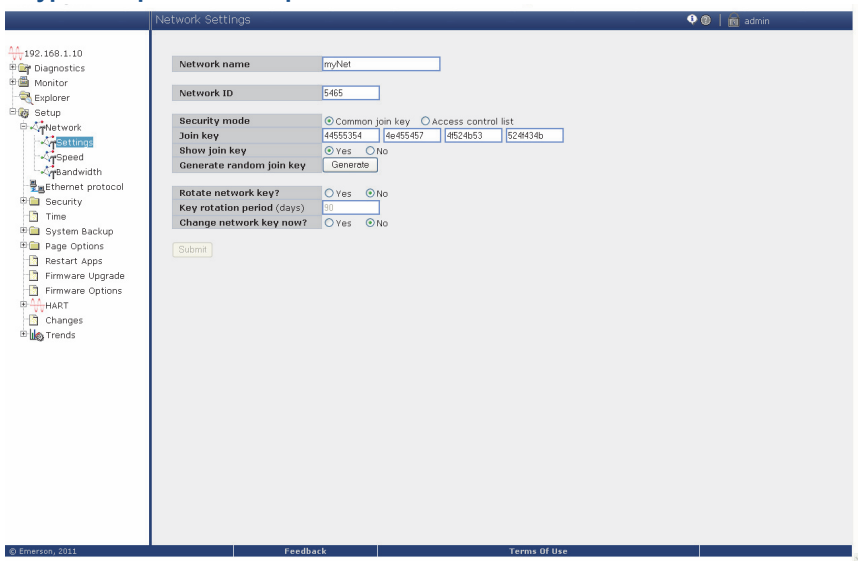 Network Settings
admin
192.168.1.10
Diagnostics
Monitor
Explorer
Setup
Network
Settings
Speed
Bandwidth
Ethernet protocol
Security
Time
System Backup
Page Options
Restart Apps
Firmware Upgrade
Firmware Options
HART
Changes
Trends
Network name myNet
Network ID 5465
Security mode Common join key Access control list
Join key 44555354 4e455457 4f524b53 524f434b
Show join key Yes No
Generate random join key Generate
Rotate network key? Yes No
Key rotation period (days) 90
Change network key now? Yes No
Submit
© Emerson, 2011 Feedback Terms Of Use